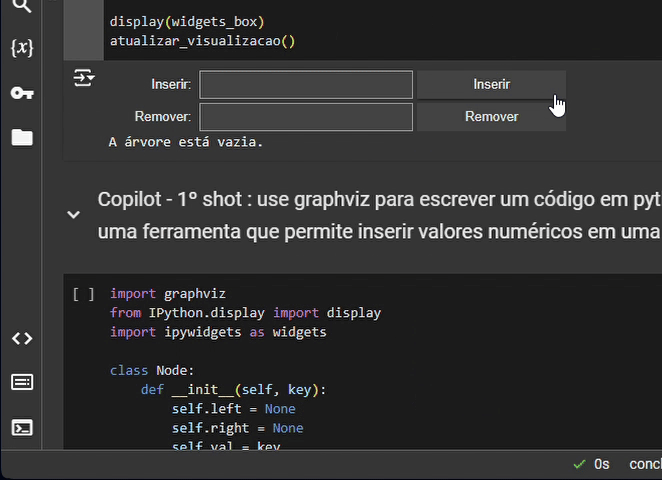 display(widgets_box)
atualizar_visualizacao()
Inserir:
Inserir
Remover:
Remover
A árvore está vazia.
Copilot - 1º shot : use graphviz para escrever um código em pyt
uma ferramenta que permite inserir valores numéricos em uma
[ ] import graphviz
from IPython.display import display
import ipywidgets as widgets
class Node:
def __init__(self, key):
self.left = None
self.right = None
self.val = key
0s concl